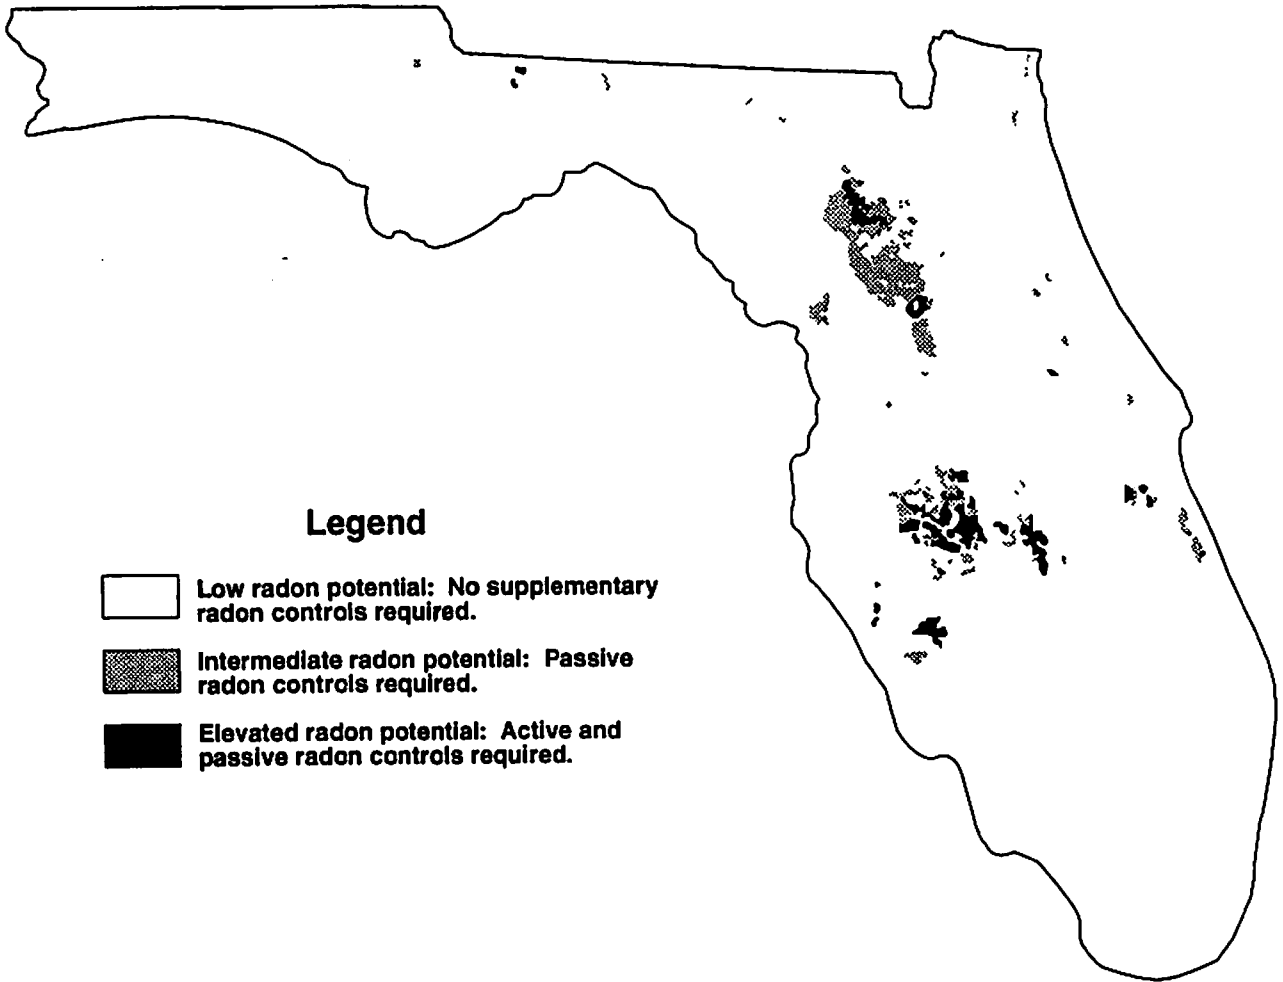 Legend
Low radon potential: No supplementary
radon controls required.
Intermediate radon potential: Passive
radon controls required.
Elevated radon potential: Active and
passive radon controls required.